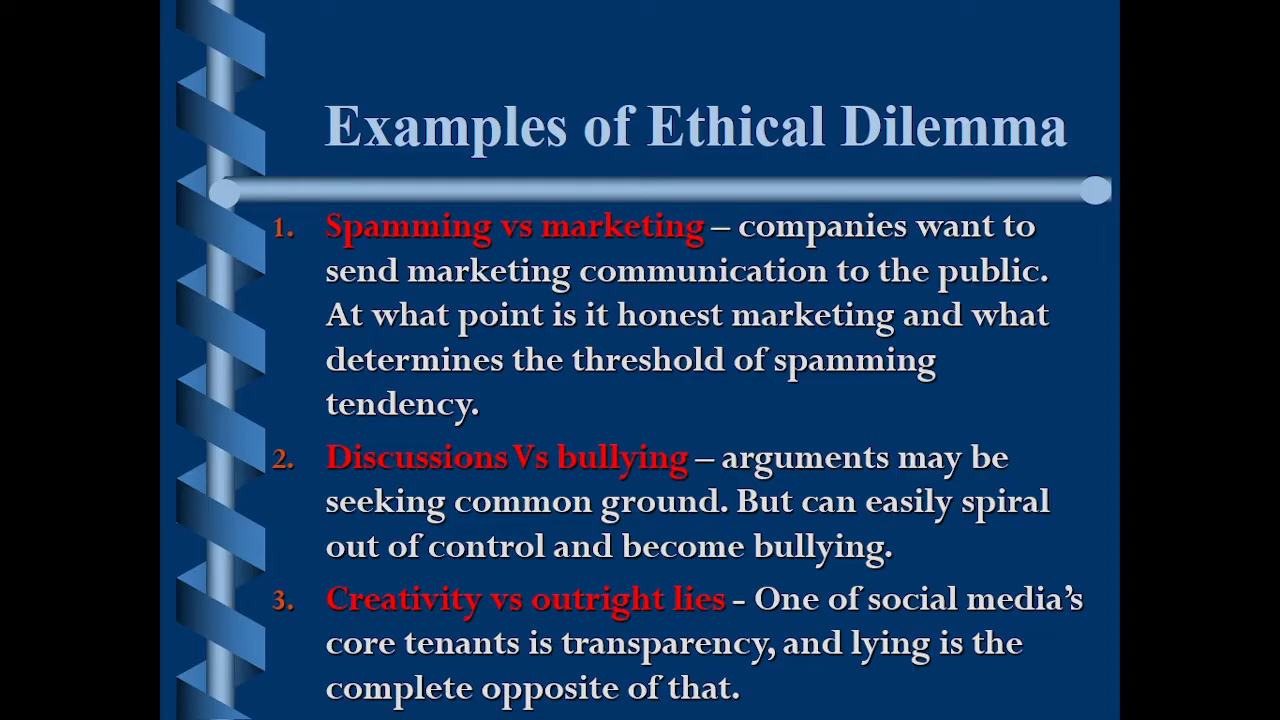 Examples of Ethical Dilemma
1. Spamming vs marketing – companies want to
send marketing communication to the public.
At what point is it honest marketing and what
determines the threshold of spamming
tendency.
2. Discussions Vs bullying – arguments may be
seeking common ground. But can easily spiral
out of control and become bullying.
3. Creativity vs outright lies - One of social media’s
core tenants is transparency, and lying is the
complete opposite of that.